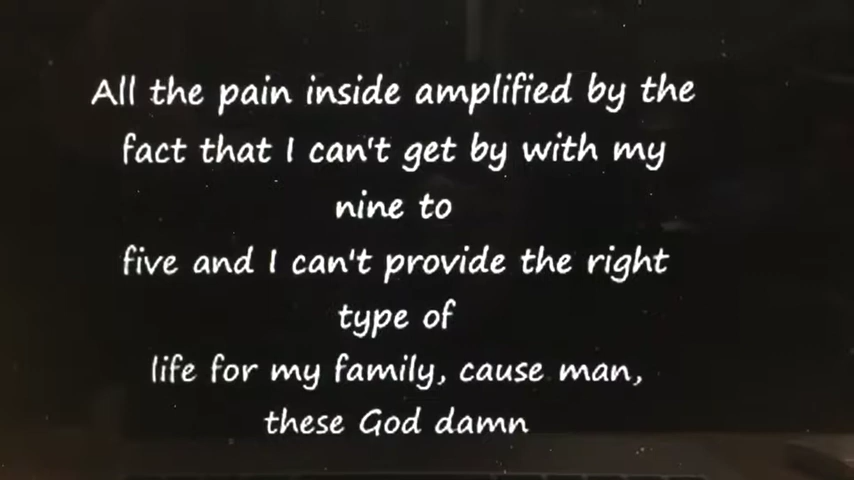 All the pain inside amplified by the
fact that I can't get by with my
nine to
five and I can't provide the right
type of
life for my family, cause man,
these God damn